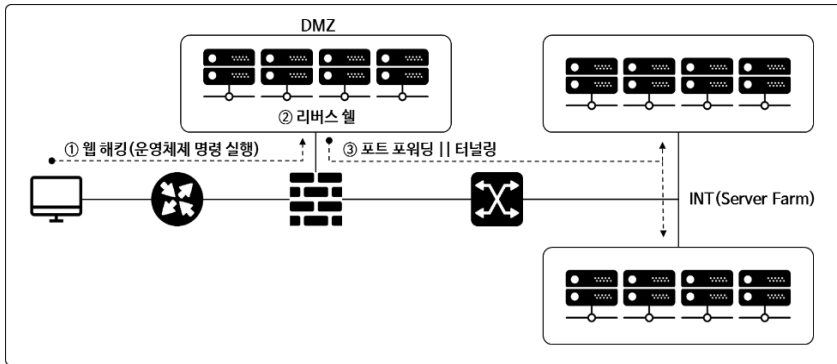 DMZ
② 리버스 쉘
① 웹 해킹(운영체제 명령 실행)
③ 포트 포워딩 || 터널링
INT(Server Farm)